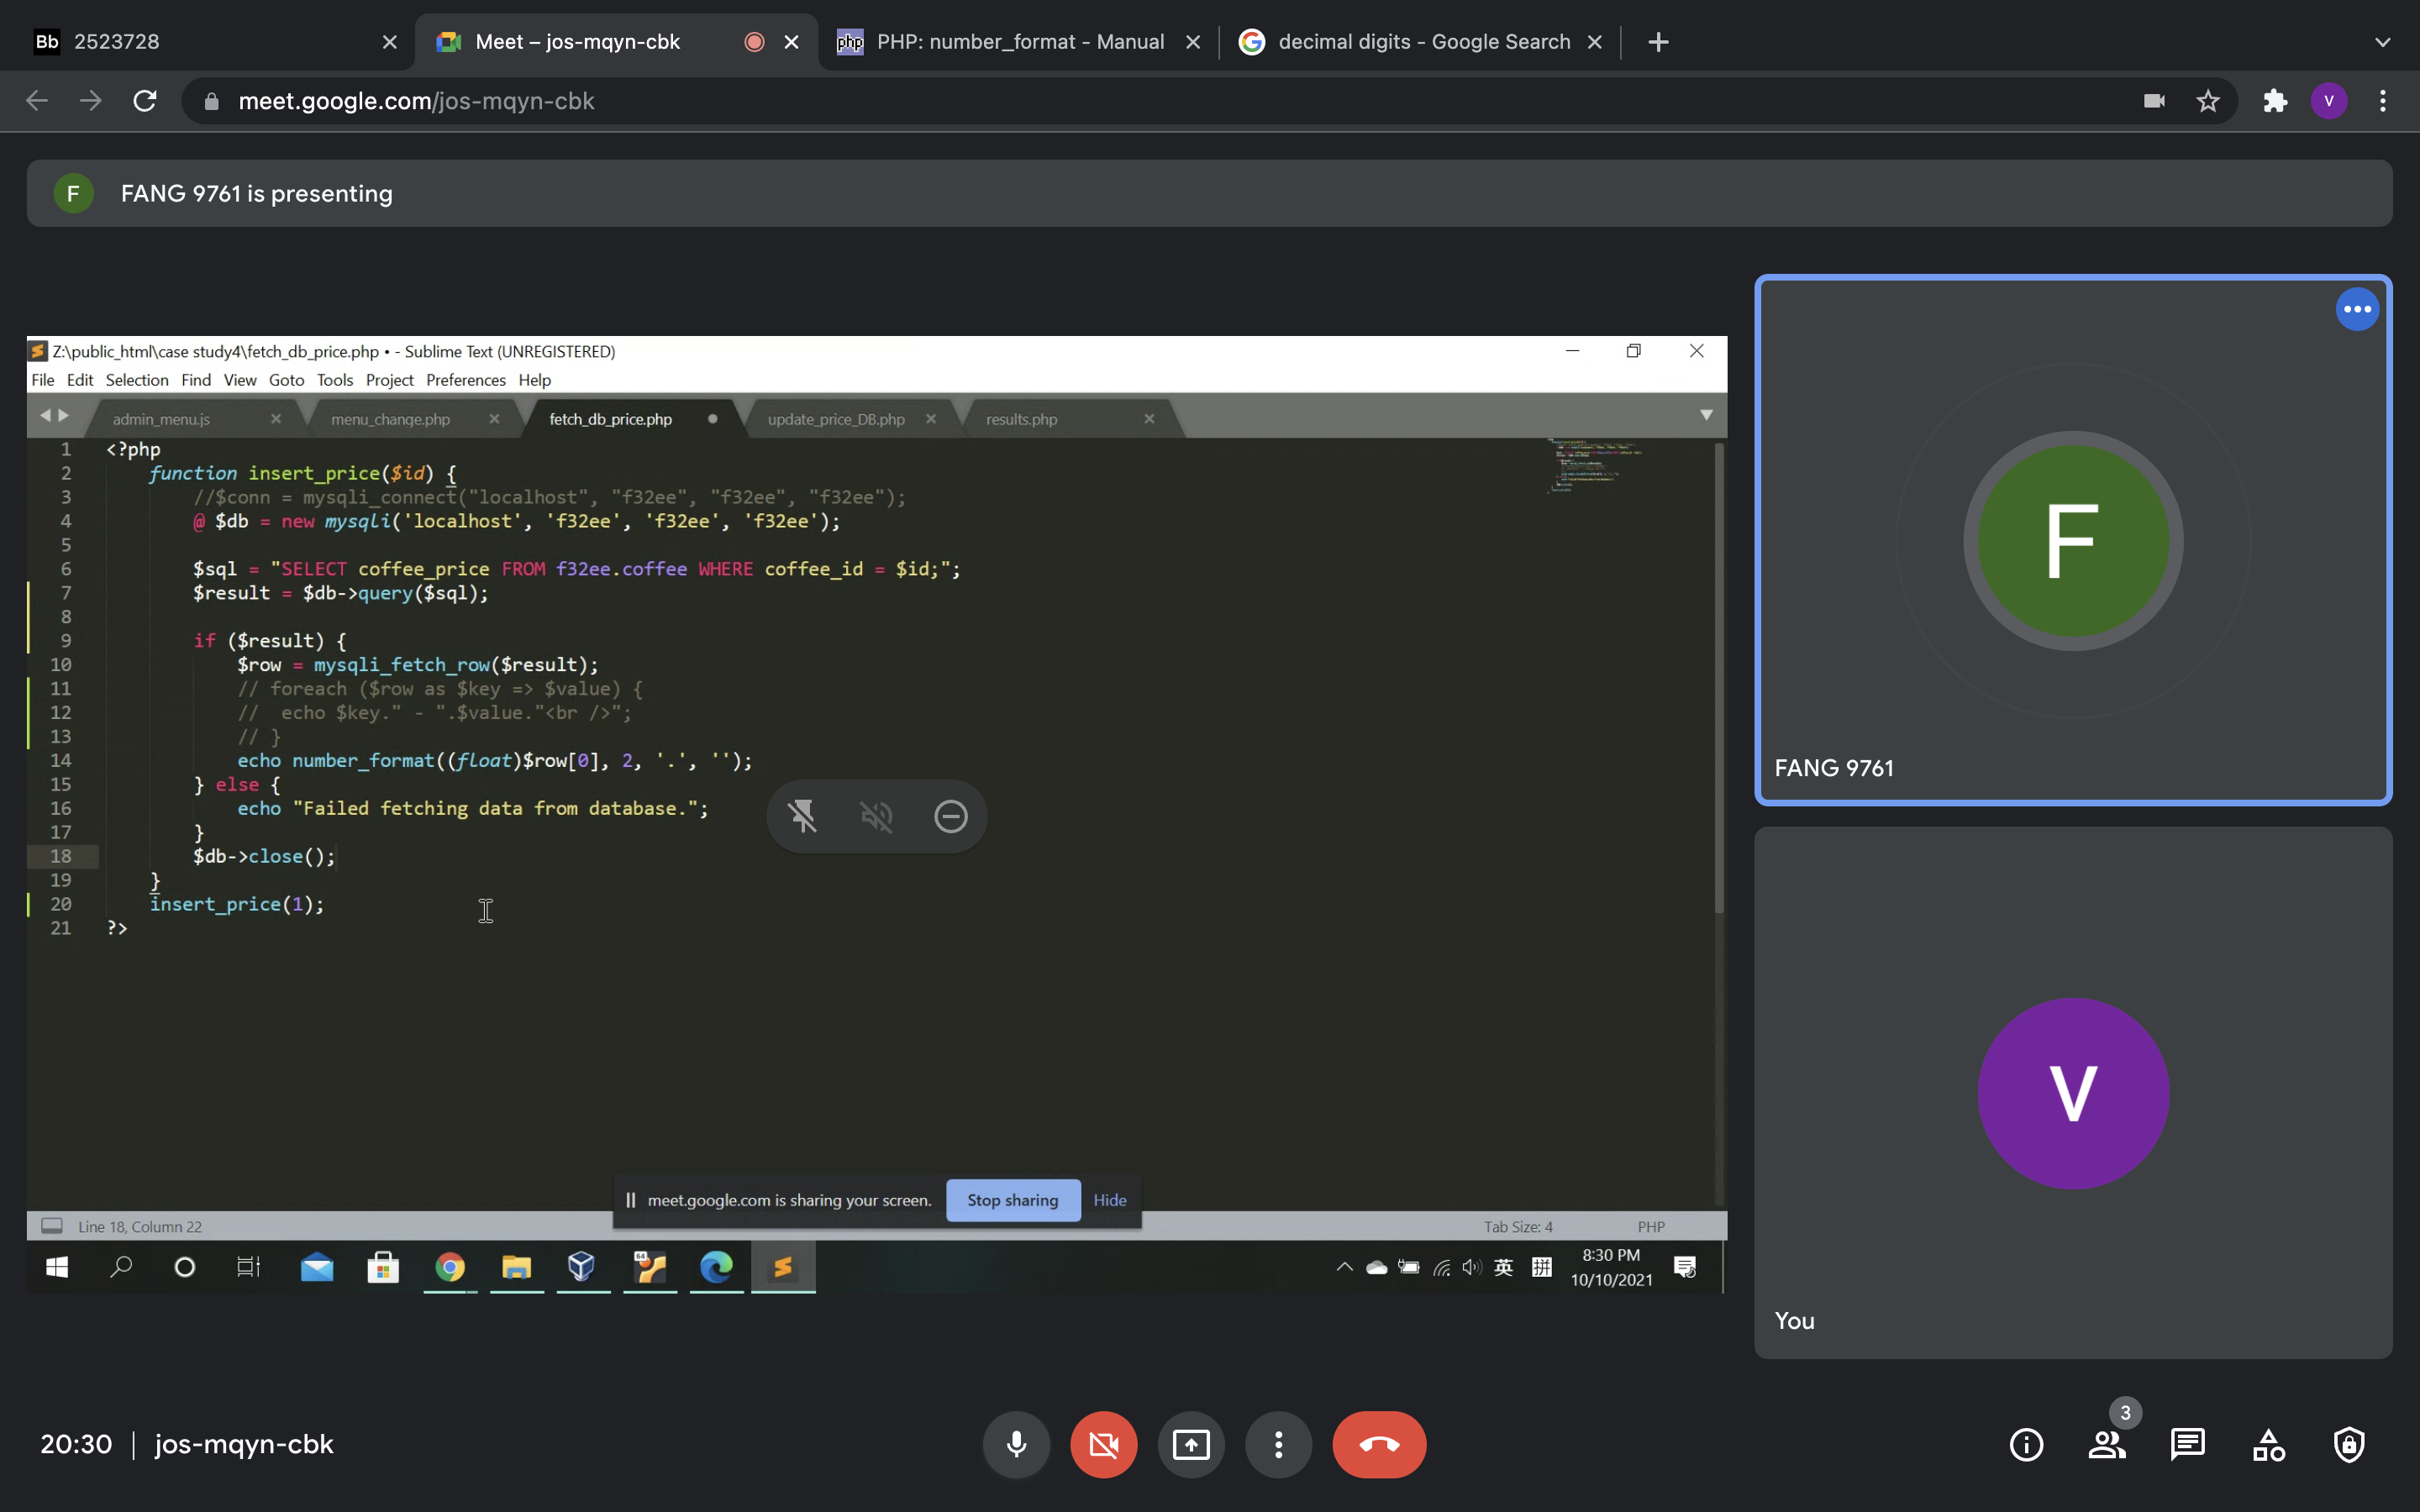 Bb 2523728
Meet – jos-mqyn-cbk
php PHP: number_format - Manual
decimal digits - Google Search
meet.google.com/jos-mqyn-cbk
V
F FANG 9761 is presenting
Z:\public_html\case study4\fetch_db_price.php • - Sublime Text (UNREGISTERED)
File Edit Selection Find View Goto Tools Project Preferences Help
admin_menu.js menu_change.php fetch_db_price.php update_price_DB.php results.php
1 <?php
2 function insert_price($id) {
3 //$conn = mysqli_connect("localhost", "f32ee", "f32ee", "f32ee");
4 @ $db = new mysqli('localhost', 'f32ee', 'f32ee', 'f32ee');
5
6 $sql = "SELECT coffee_price FROM f32ee.coffee WHERE coffee_id = $id;";
7 $result = $db->query($sql);
8
9 if ($result) {
10 $row = mysqli_fetch_row($result);
11 // foreach ($row as $key => $value) {
12 // echo $key." - ".$value."<br />";
13 // }
14 echo number_format((float)$row[0], 2, '.', '');
15 } else {
16 echo "Failed fetching data from database.";
17 }
18 $db->close();
19 }
20 insert_price(1);
21 ?>
meet.google.com is sharing your screen. Stop sharing Hide
Line 18, Column 22
Tab Size: 4 PHP
64
英 拼
8:30 PM
10/10/2021
F
FANG 9761
V
You
20:30 | jos-mqyn-cbk
3